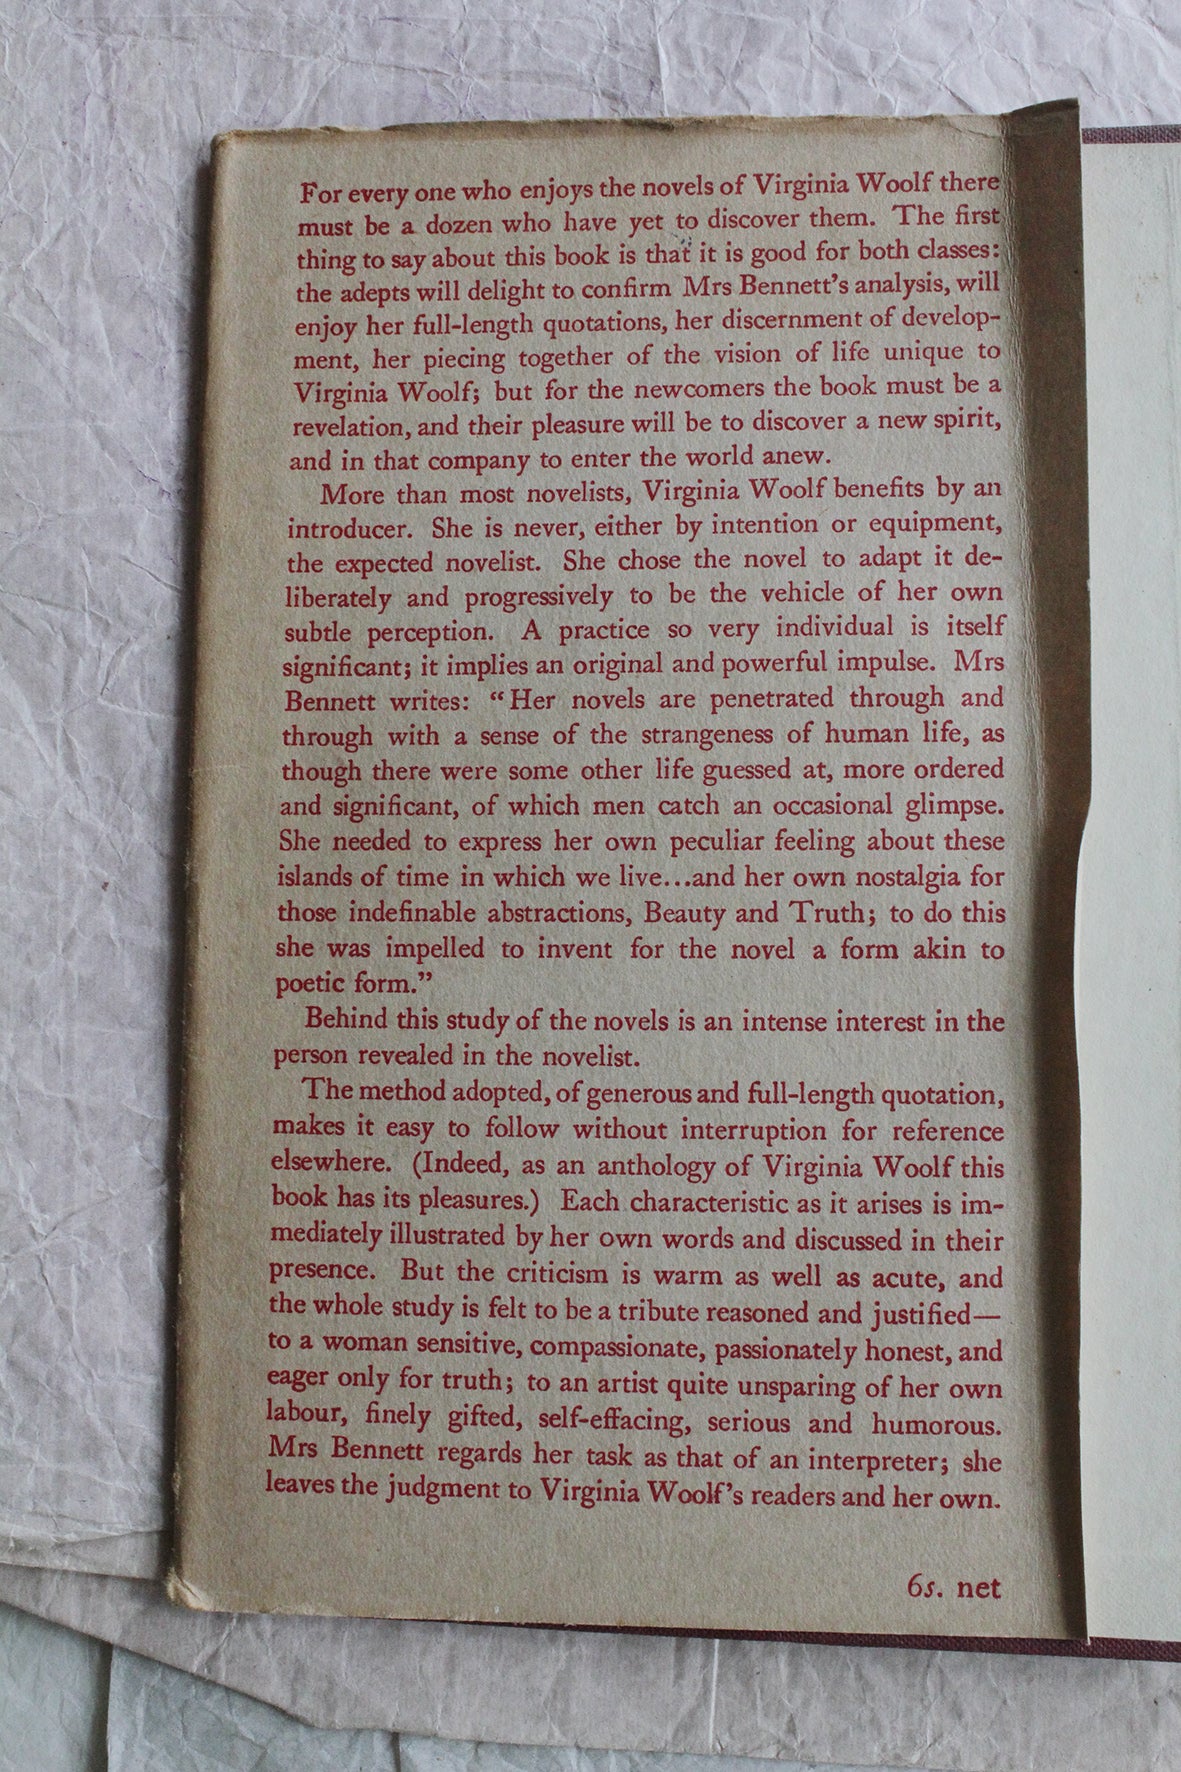 For every one who enjoys the novels of Virginia Woolf there
must be a dozen who have yet to discover them. The first
thing to say about this book is that it is good for both classes:
the adepts will delight to confirm Mrs Bennett's analysis, will
enjoy her full-length quotations, her discernment of develop-
ment, her piecing together of the vision of life unique to
Virginia Woolf; but for the newcomers the book must be a
revelation, and their pleasure will be to discover a new spirit,
and in that company to enter the world anew.
More than most novelists, Virginia Woolf benefits by an
introducer. She is never, either by intention or equipment,
the expected novelist. She chose the novel to adapt it de-
liberately and progressively to be the vehicle of her own
subtle perception. A practice so very individual is itself
significant; it implies an original and powerful impulse. Mrs
Bennett writes: “Her novels are penetrated through and
through with a sense of the strangeness of human life, as
though there were some other life guessed at, more ordered
and significant, of which men catch an occasional glimpse.
She needed to express her own peculiar feeling about these
islands of time in which we live...and her own nostalgia for
those indefinable abstractions, Beauty and Truth; to do this
she was impelled to invent for the novel a form akin to
poetic form.”
Behind this study of the novels is an intense interest in the
person revealed in the novelist.
The method adopted, of generous and full-length quotation,
makes it easy to follow without interruption for reference
elsewhere. (Indeed, as an anthology of Virginia Woolf this
book has its pleasures.) Each characteristic as it arises is im-
mediately illustrated by her own words and discussed in their
presence. But the criticism is warm as well as acute, and
the whole study is felt to be a tribute reasoned and justified—
to a woman sensitive, compassionate, passionately honest, and
eager only for truth; to an artist quite unsparing of her own
labour, finely gifted, self-effacing, serious and humorous.
Mrs Bennett regards her task as that of an interpreter; she
leaves the judgment to Virginia Woolf's readers and her own.
6s. net